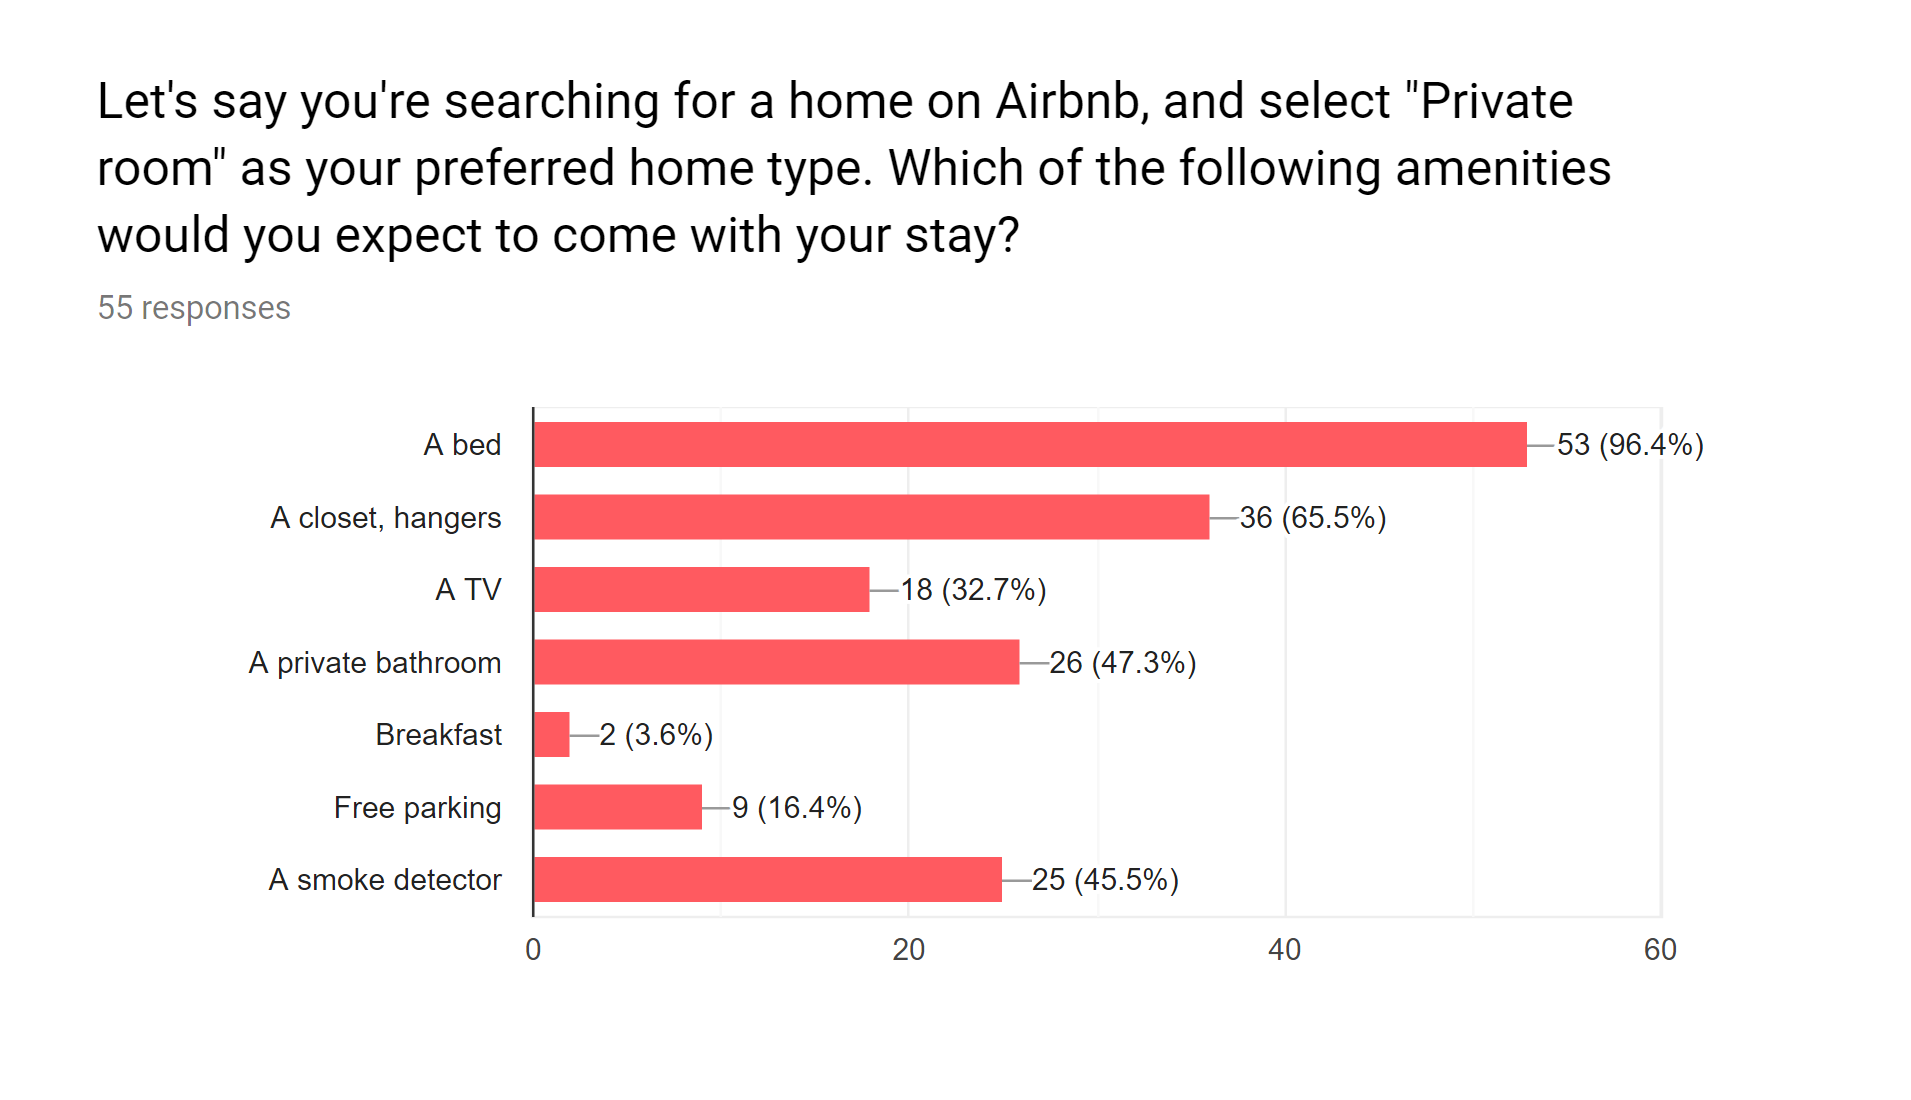 Let's say you're searching for a home on Airbnb, and select "Private
room" as your preferred home type. Which of the following amenities
would you expect to come with your stay?
55 responses
A bed 53 (96.4%)
A closet, hangers 36 (65.5%)
A TV 18 (32.7%)
A private bathroom 26 (47.3%)
Breakfast 2 (3.6%)
Free parking 9 (16.4%)
A smoke detector 25 (45.5%)
0 20 40 60